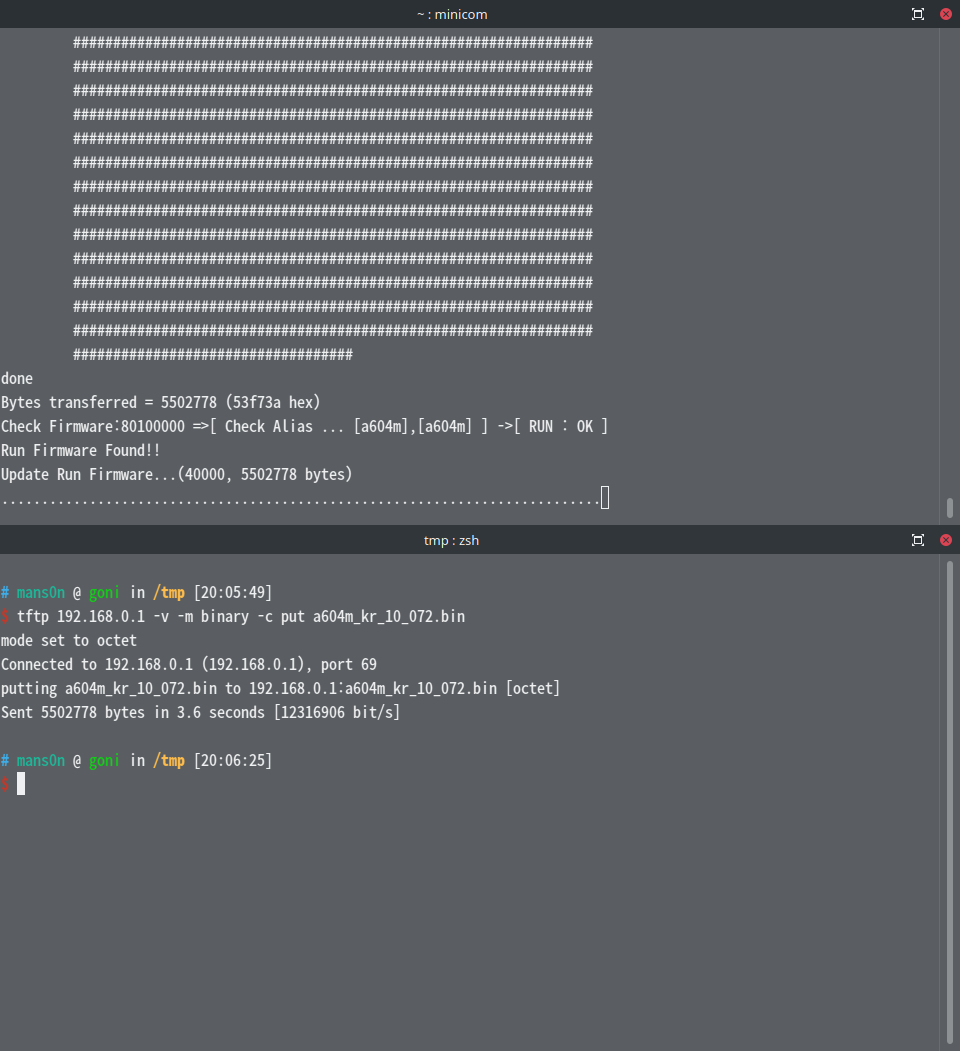 ~ : minicom
#################################################################
#################################################################
#################################################################
#################################################################
#################################################################
#################################################################
#################################################################
#################################################################
#################################################################
#################################################################
#################################################################
#################################################################
#################################################################
###################################
done
Bytes transferred = 5502778 (53f73a hex)
Check Firmware:80100000 =>[ Check Alias ... [a604m],[a604m] ] ->[ RUN : OK ]
Run Firmware Found!!
Update Run Firmware...(40000, 5502778 bytes)
...........................................................................
tmp : zsh
# mans0n @ goni in /tmp [20:05:49]
$ tftp 192.168.0.1 -v -m binary -c put a604m_kr_10_072.bin
mode set to octet
Connected to 192.168.0.1 (192.168.0.1), port 69
putting a604m_kr_10_072.bin to 192.168.0.1:a604m_kr_10_072.bin [octet]
Sent 5502778 bytes in 3.6 seconds [12316906 bit/s]
# mans0n @ goni in /tmp [20:06:25]
$